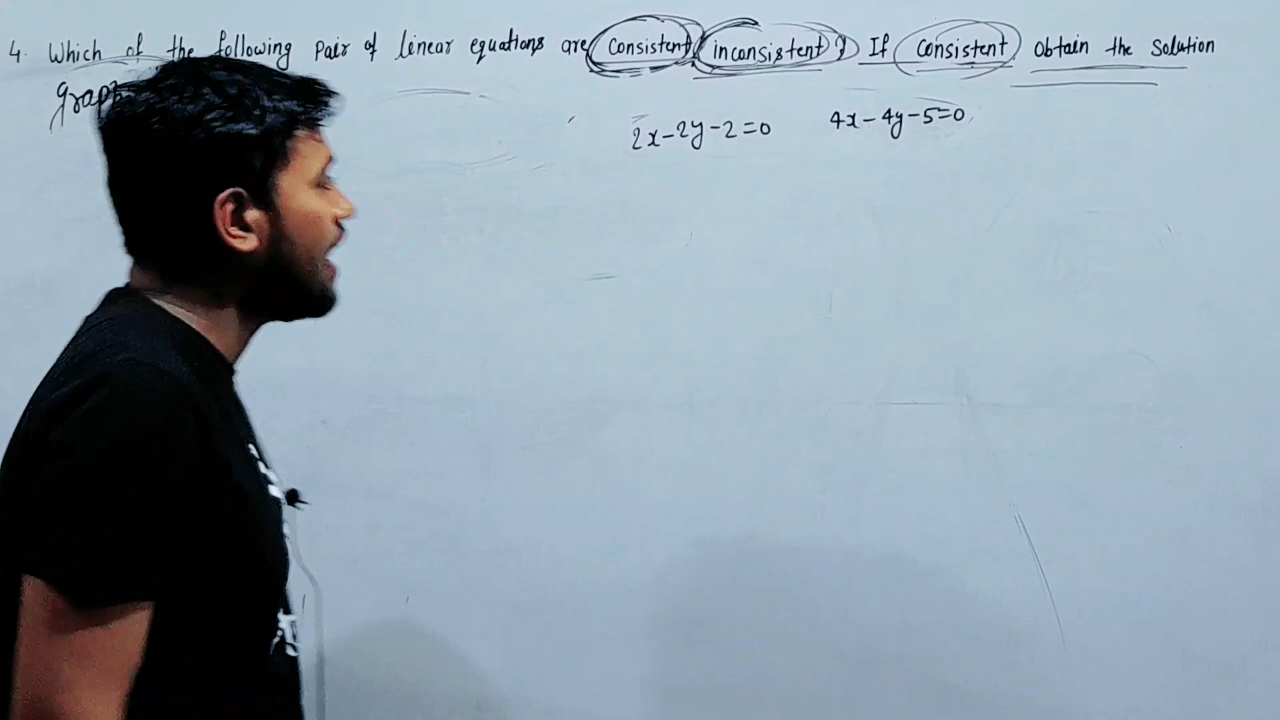 4. Which of the following pair of linear equations are consistent inconsistent? If consistent obtain the solution
2x-2y-2=0 4x-4y-5=0